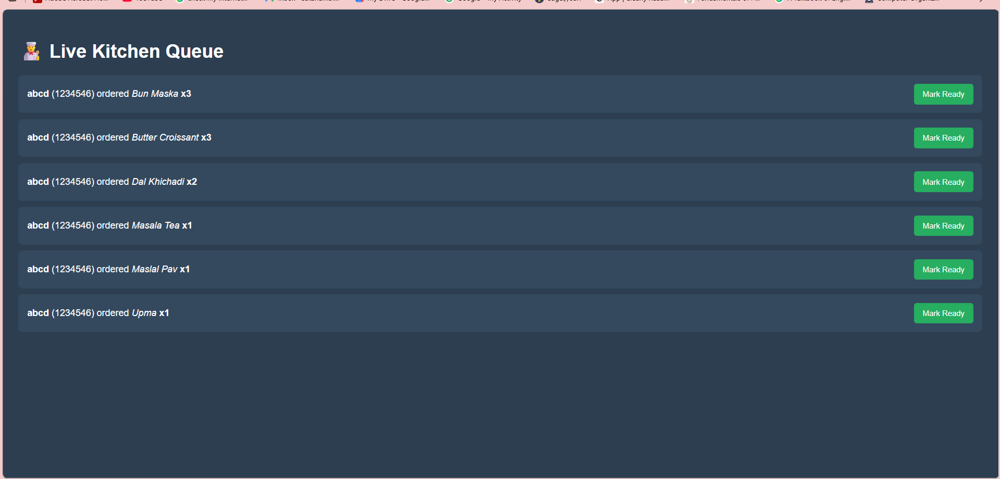 Live Kitchen Queue
abcd (1234546) ordered Bun Maska x3
Mark Ready
abcd (1234546) ordered Butter Croissant x3
Mark Ready
abcd (1234546) ordered Dal Khichadi x2
Mark Ready
abcd (1234546) ordered Masala Tea x1
Mark Ready
abcd (1234546) ordered Maslal Pav x1
Mark Ready
abcd (1234546) ordered Upma x1
Mark Ready